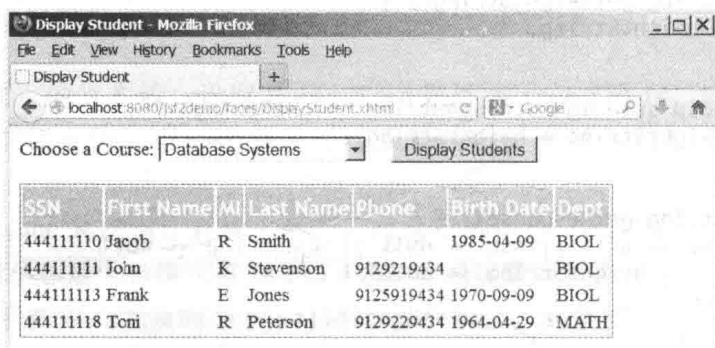 Display Student - Mozilla Firefox
File Edit View History Bookmarks Tools Help
Display Student +
localhost:8080/jsf2demo/faces/DisplayStudent.xhtml Google
Choose a Course: Database Systems Display Students
SSN First Name MI Last Name Phone Birth Date Dept
444111110 Jacob R Smith 1985-04-09 BIOL
444111111 John K Stevenson 9129219434 BIOL
444111113 Frank E Jones 9125919434 1970-09-09 BIOL
444111118 Toni R Peterson 9129229434 1964-04-29 MATH